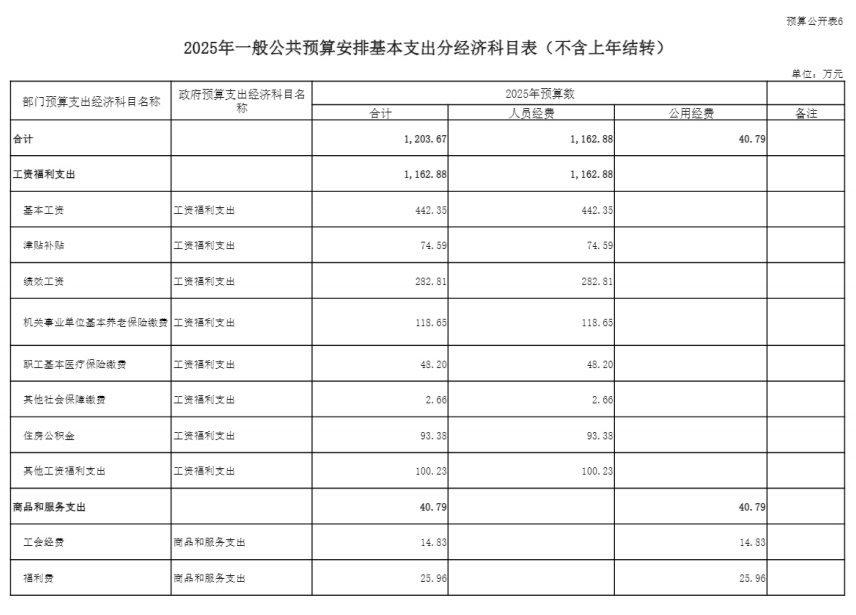 预算公开表6
2025年一般公共预算安排基本支出分经济科目表（不含上年结转）
单位：万元
部门预算支出经济科目名称 政府预算支出经济科目名称 2025年预算数
合计 人员经费 公用经费 备注
合计 1,203.67 1,162.88 40.79
工资福利支出 1,162.88 1,162.88
基本工资 工资福利支出 442.35 442.35
津贴补贴 工资福利支出 74.59 74.59
绩效工资 工资福利支出 282.81 282.81
机关事业单位基本养老保险缴费 工资福利支出 118.65 118.65
职工基本医疗保险缴费 工资福利支出 48.20 48.20
其他社会保障缴费 工资福利支出 2.66 2.66
住房公积金 工资福利支出 93.38 93.38
其他工资福利支出 工资福利支出 100.23 100.23
商品和服务支出 40.79 40.79
工会经费 商品和服务支出 14.83 14.83
福利费 商品和服务支出 25.96 25.96